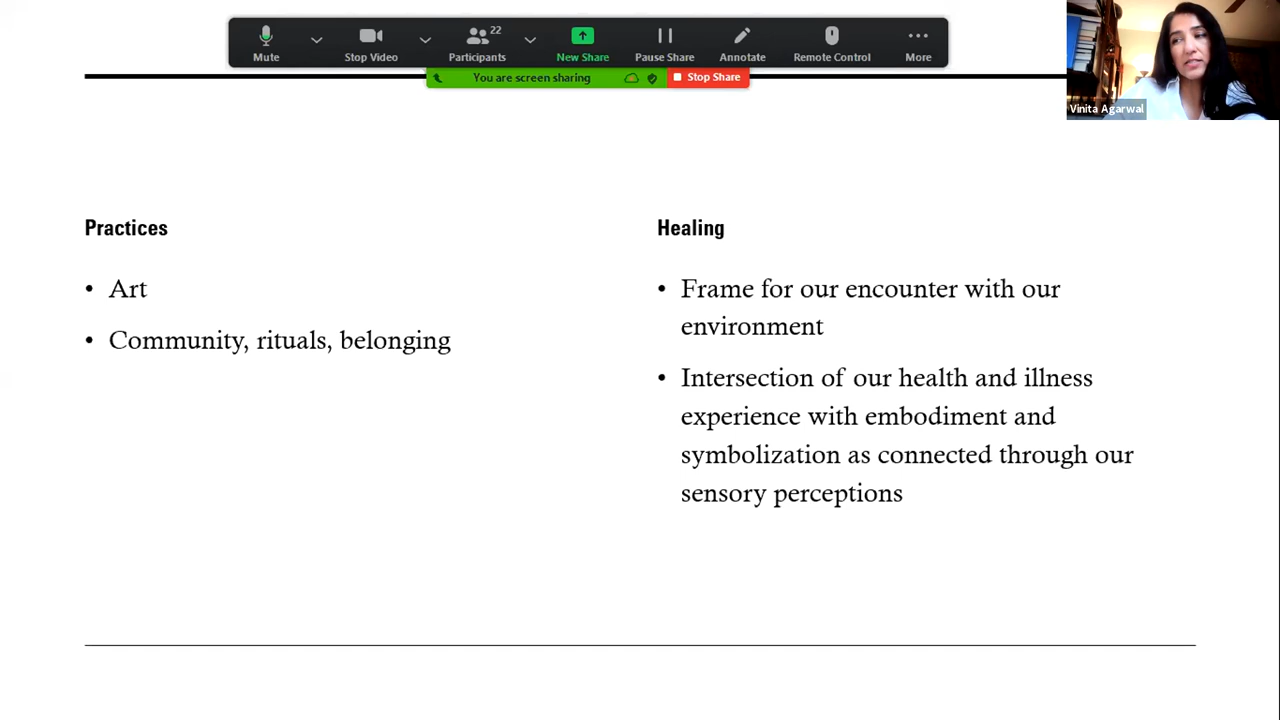 22
Mute
Stop Video
Participants
New Share
Pause Share
Annotate
Remote Control
More
You are screen sharing
Stop Share
Vinita Agarwal
Practices
• Art
• Community, rituals, belonging
Healing
• Frame for our encounter with our
environment
• Intersection of our health and illness
experience with embodiment and
symbolization as connected through our
sensory perceptions